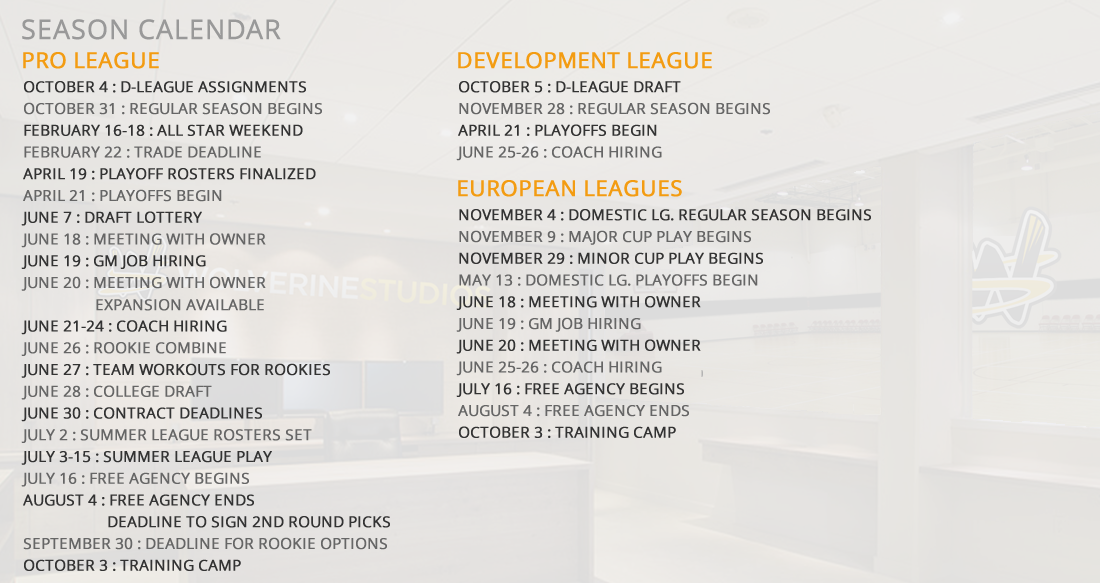 SEASON CALENDAR
PRO LEAGUE
OCTOBER 4 : D-LEAGUE ASSIGNMENTS
OCTOBER 31 : REGULAR SEASON BEGINS
FEBRUARY 16-18 : ALL STAR WEEKEND
FEBRUARY 22 : TRADE DEADLINE
APRIL 19 : PLAYOFF ROSTERS FINALIZED
APRIL 21 : PLAYOFFS BEGIN
JUNE 7 : DRAFT LOTTERY
JUNE 18 : MEETING WITH OWNER
JUNE 19 : GM JOB HIRING
JUNE 20 : MEETING WITH OWNER
EXPANSION AVAILABLE
JUNE 21-24 : COACH HIRING
JUNE 26 : ROOKIE COMBINE
JUNE 27 : TEAM WORKOUTS FOR ROOKIES
JUNE 28 : COLLEGE DRAFT
JUNE 30 : CONTRACT DEADLINES
JULY 2 : SUMMER LEAGUE ROSTERS SET
JULY 3-15 : SUMMER LEAGUE PLAY
JULY 16 : FREE AGENCY BEGINS
AUGUST 4 : FREE AGENCY ENDS
DEADLINE TO SIGN 2ND ROUND PICKS
SEPTEMBER 30 : DEADLINE FOR ROOKIE OPTIONS
OCTOBER 3 : TRAINING CAMP
DEVELOPMENT LEAGUE
OCTOBER 5 : D-LEAGUE DRAFT
NOVEMBER 28 : REGULAR SEASON BEGINS
APRIL 21 : PLAYOFFS BEGIN
JUNE 25-26 : COACH HIRING
EUROPEAN LEAGUES
NOVEMBER 4 : DOMESTIC LG. REGULAR SEASON BEGINS
NOVEMBER 9 : MAJOR CUP PLAY BEGINS
NOVEMBER 29 : MINOR CUP PLAY BEGINS
MAY 13 : DOMESTIC LG. PLAYOFFS BEGIN
JUNE 18 : MEETING WITH OWNER
JUNE 19 : GM JOB HIRING
JUNE 20 : MEETING WITH OWNER
JUNE 25-26 : COACH HIRING
JULY 16 : FREE AGENCY BEGINS
AUGUST 4 : FREE AGENCY ENDS
OCTOBER 3 : TRAINING CAMP
WOLVERINE STUDIOS